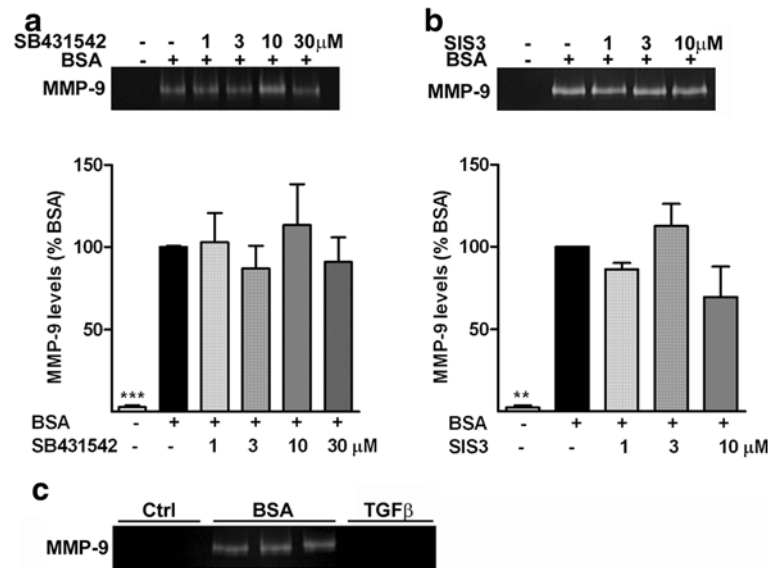 a
SB431542 - - 1 3 10 30µM
BSA - + + + + +
MMP-9
150
100
50
MMP-9 levels (% BSA)
***
BSA - + + + + +
SB431542 - - 1 3 10 30 µM
b
SIS3 - - 1 3 10µM
BSA - + + + +
MMP-9
150
100
50
MMP-9 levels (% BSA)
**
BSA - + + + +
SIS3 - - 1 3 10 µM
c
Ctrl BSA TGFβ
MMP-9